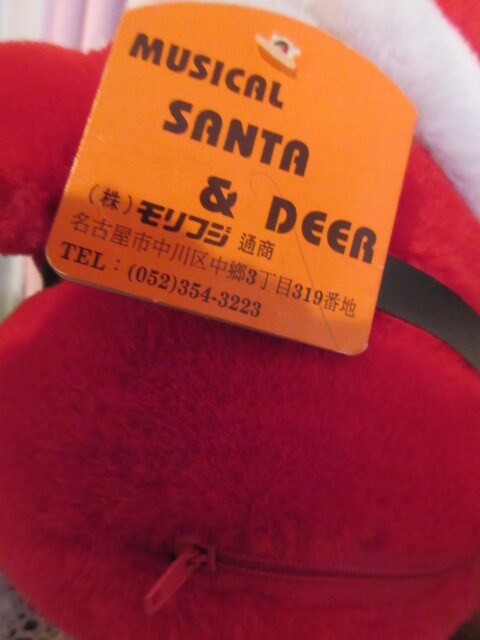 MUSICAL
SANTA
& DEER
(株)モリフジ 通商
名古屋市中川区中郷3丁目319番地
TEL:(052)354-3223